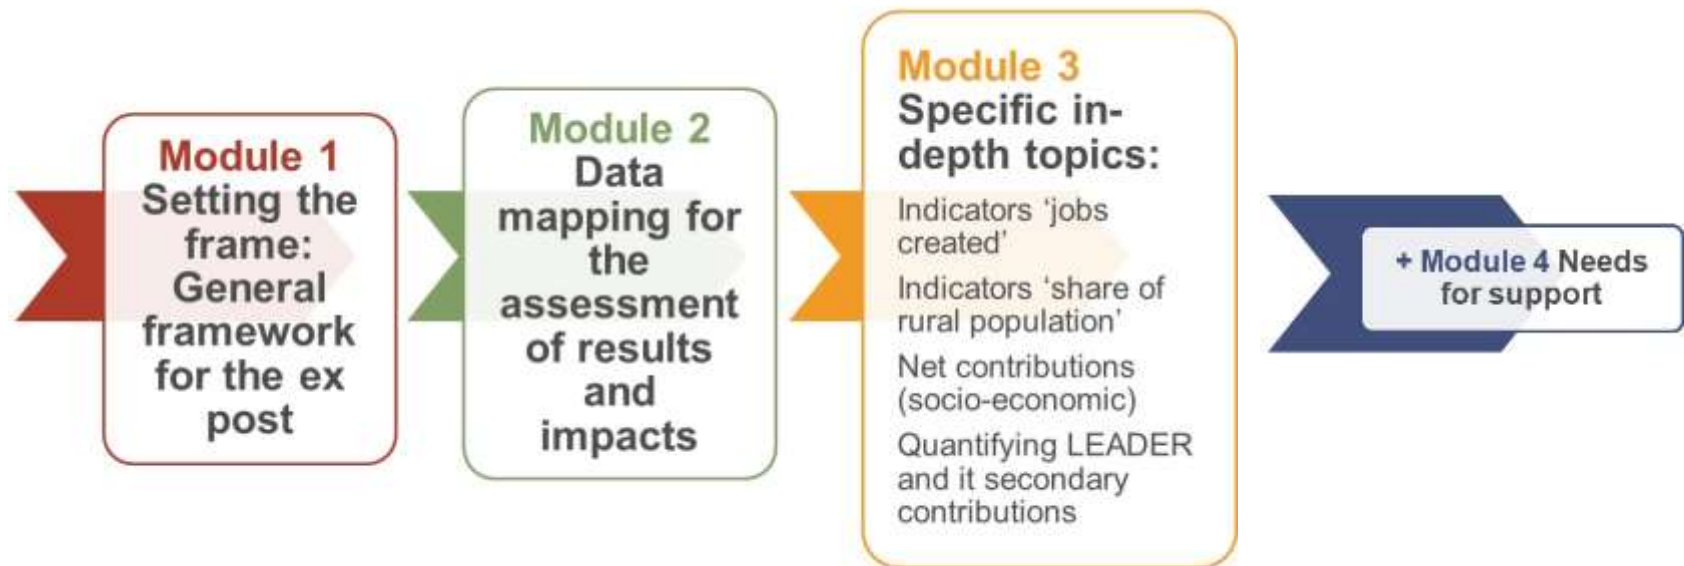 Module 1
Setting the
frame:
General
framework
for the ex
post
Module 2
Data
mapping for
the
assessment
of results
and
impacts
Module 3
Specific in-
depth topics:
Indicators ‘jobs
created’
Indicators ‘share of
rural population’
Net contributions
(socio-economic)
Quantifying LEADER
and it secondary
contributions
+ Module 4 Needs
for support